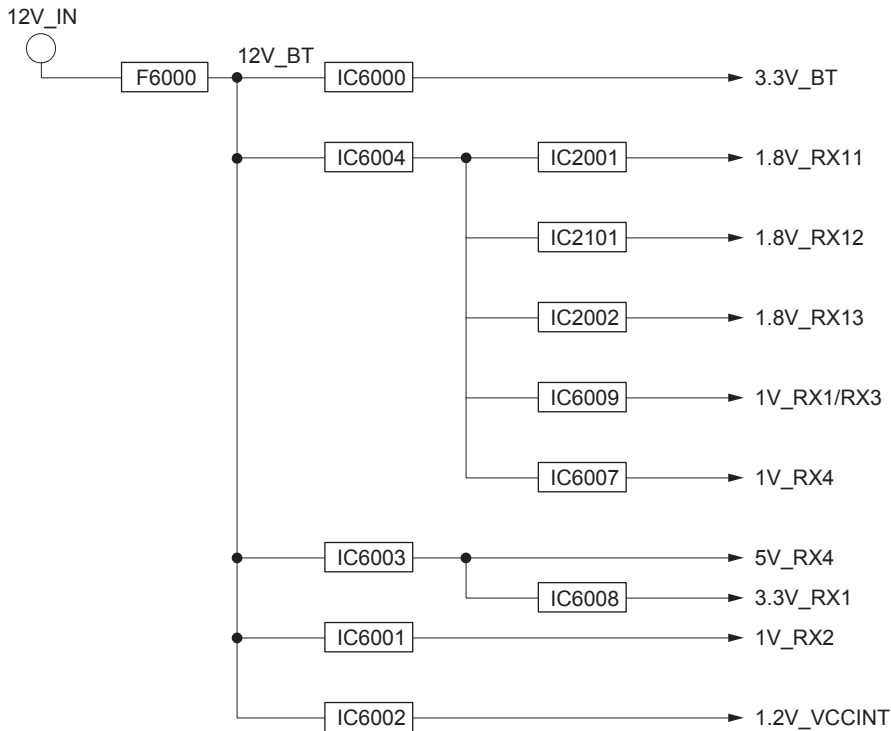 12V_IN
12V_BT
F6000
IC6000
3.3V_BT
IC6004
IC2001
1.8V_RX11
IC2101
1.8V_RX12
IC2002
1.8V_RX13
IC6009
1V_RX1/RX3
IC6007
1V_RX4
IC6003
5V_RX4
IC6008
3.3V_RX1
IC6001
1V_RX2
IC6002
1.2V_VCCINT